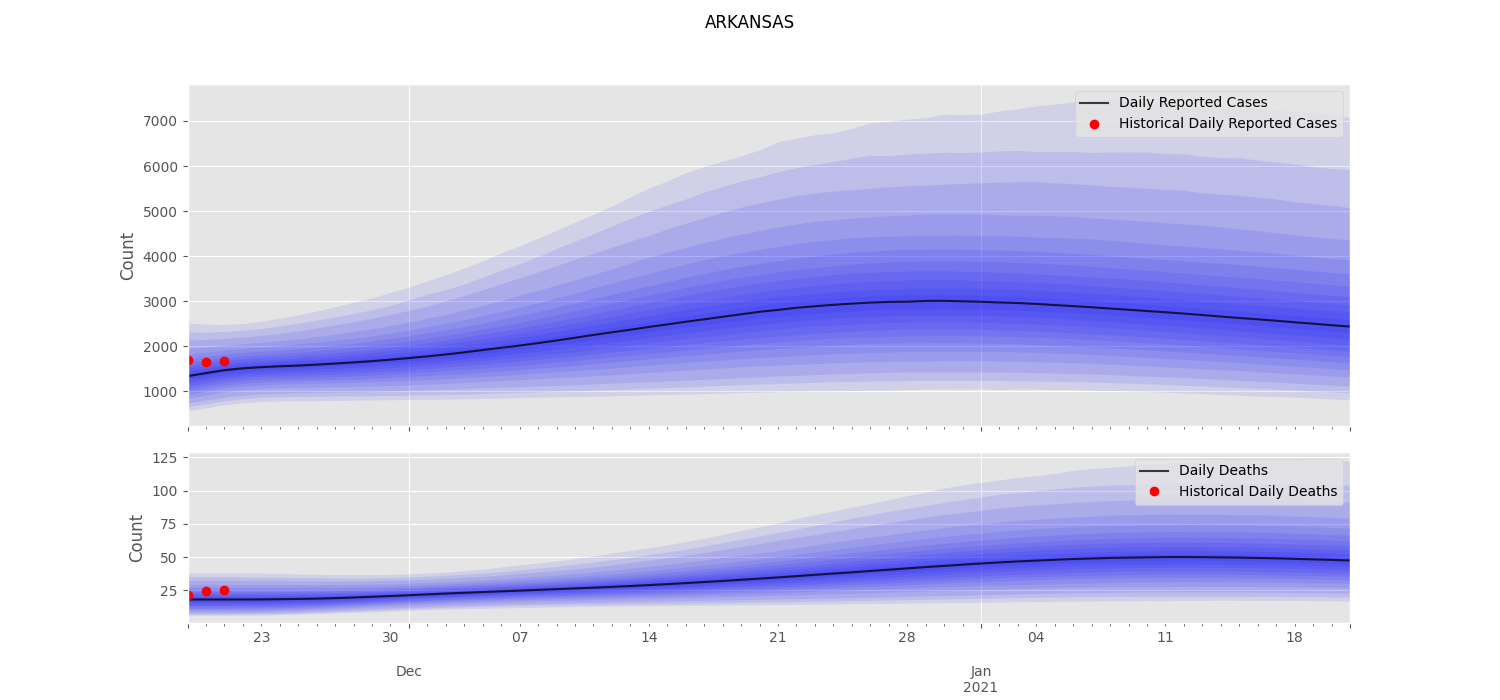 ARKANSAS
Daily Reported Cases
Historical Daily Reported Cases
Count
7000
6000
5000
4000
3000
2000
1000
Daily Deaths
Historical Daily Deaths
Count
125
100
75
50
25
23 30 07 14 21 28 04 11 18
Dec Jan
2021